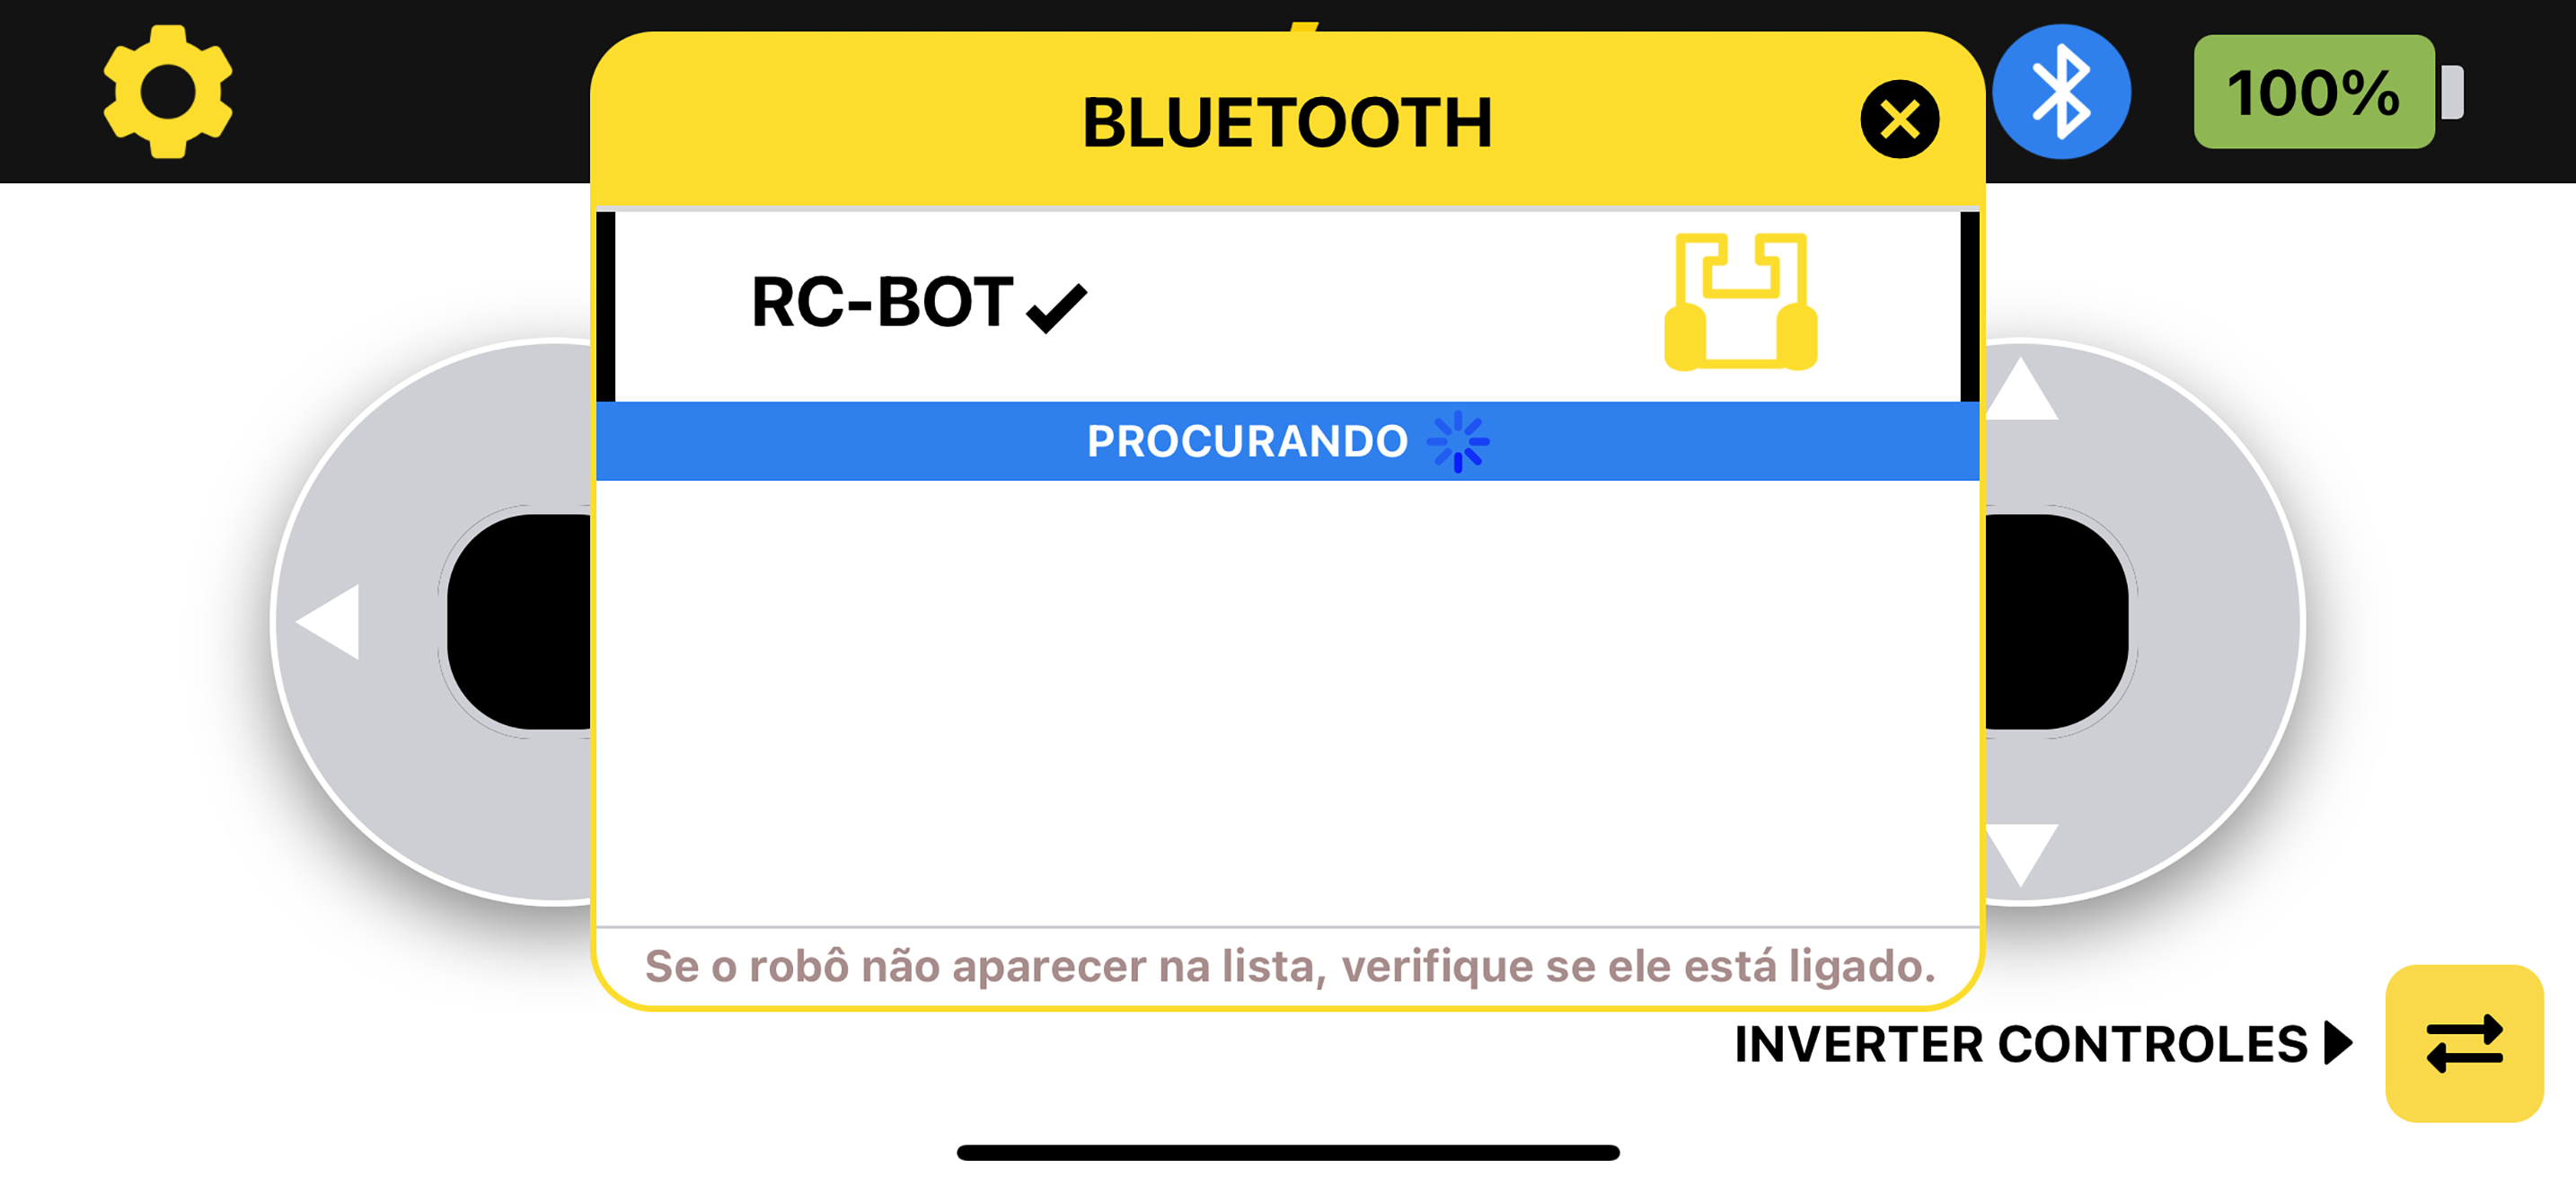 BLUETOOTH
100%
RC-BOT
PROCURANDO
Se o robô não aparecer na lista, verifique se ele está ligado.
INVERTER CONTROLES